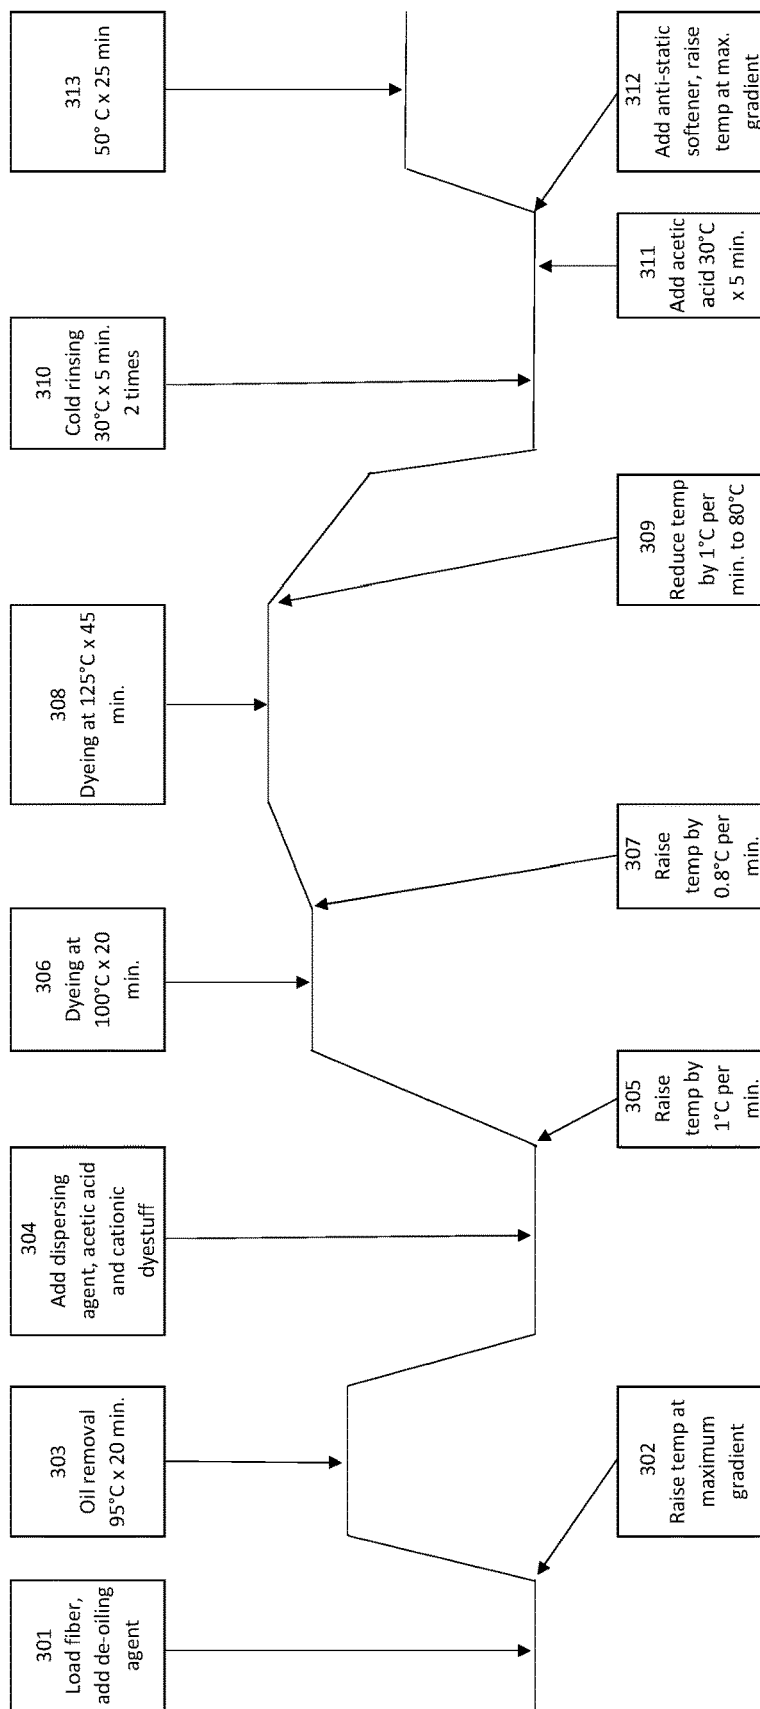 301
Load fiber,
add de-oiling
agent
302
Raise temp at
maximum
gradient
303
Oil removal
95°C x 20 min.
304
Add dispersing
agent, acetic acid
and cationic
dyestuff
305
Raise
temp by
1°C per
min.
306
Dyeing at
100°C x 20
min.
307
Raise
temp by
0.8°C per
min.
308
Dyeing at 125°C x 45
min.
309
Reduce temp
by 1°C per
min. to 80°C
310
Cold rinsing
30°C x 5 min.
2 times
311
Add acetic
acid 30°C
x 5 min.
312
Add anti-static
softener, raise
temp at max.
gradient
313
50° C x 25 min